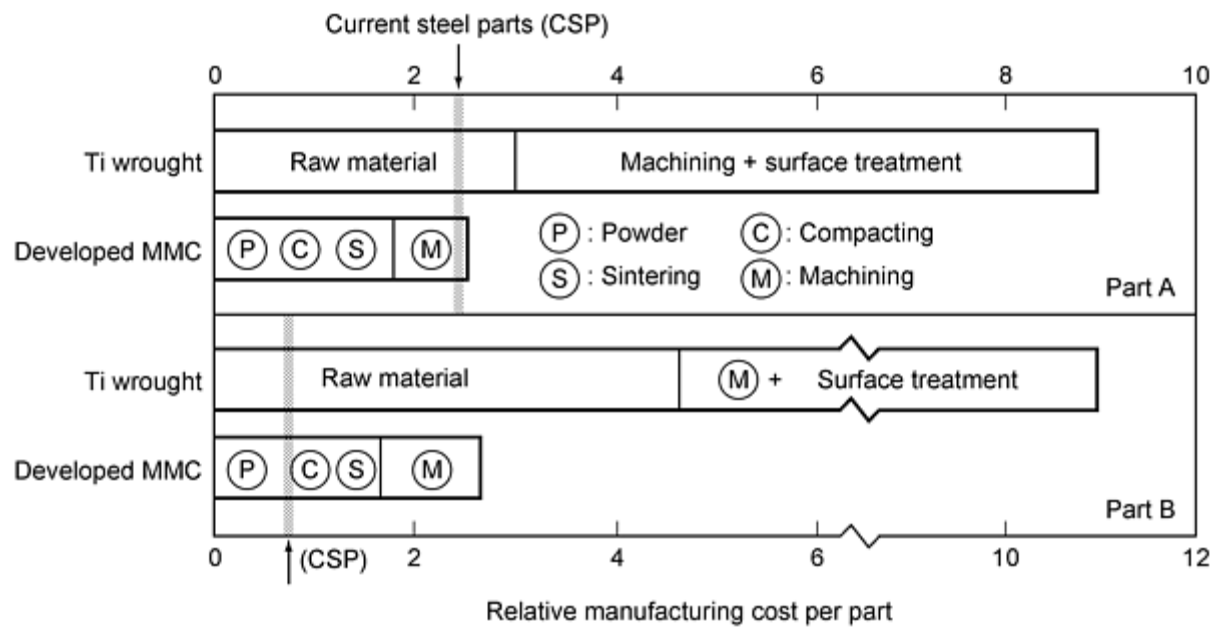 Current steel parts (CSP)
0 2 4 6 8 10
Ti wrought Raw material Machining + surface treatment
Developed MMC P C S M
P : Powder C : Compacting
S : Sintering M : Machining
Part A
Ti wrought Raw material M + Surface treatment
Developed MMC P C S M
Part B
0 2 4 6 10 12
(CSP)
Relative manufacturing cost per part